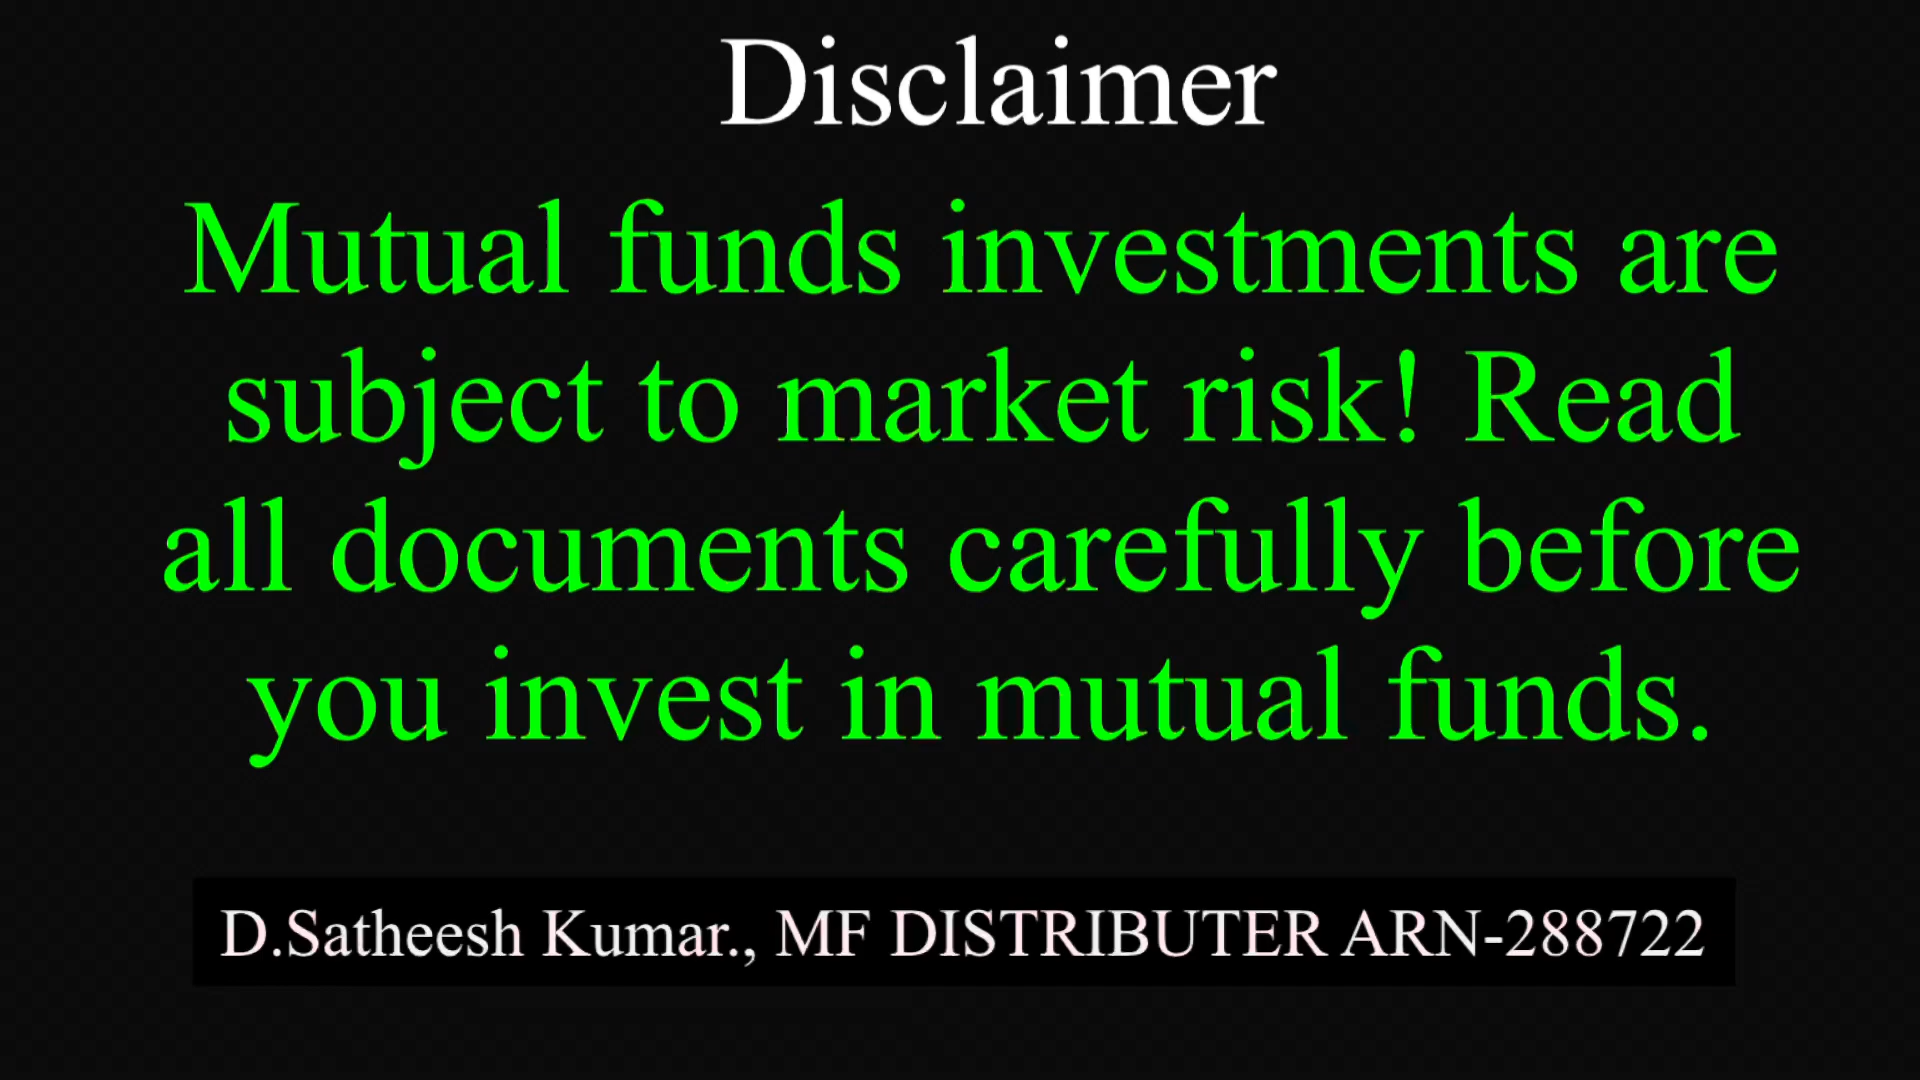 Disclaimer
Mutual funds investments are
subject to market risk! Read
all documents carefully before
you invest in mutual funds.
D.Satheesh Kumar., MF DISTRIBUTER ARN-288722